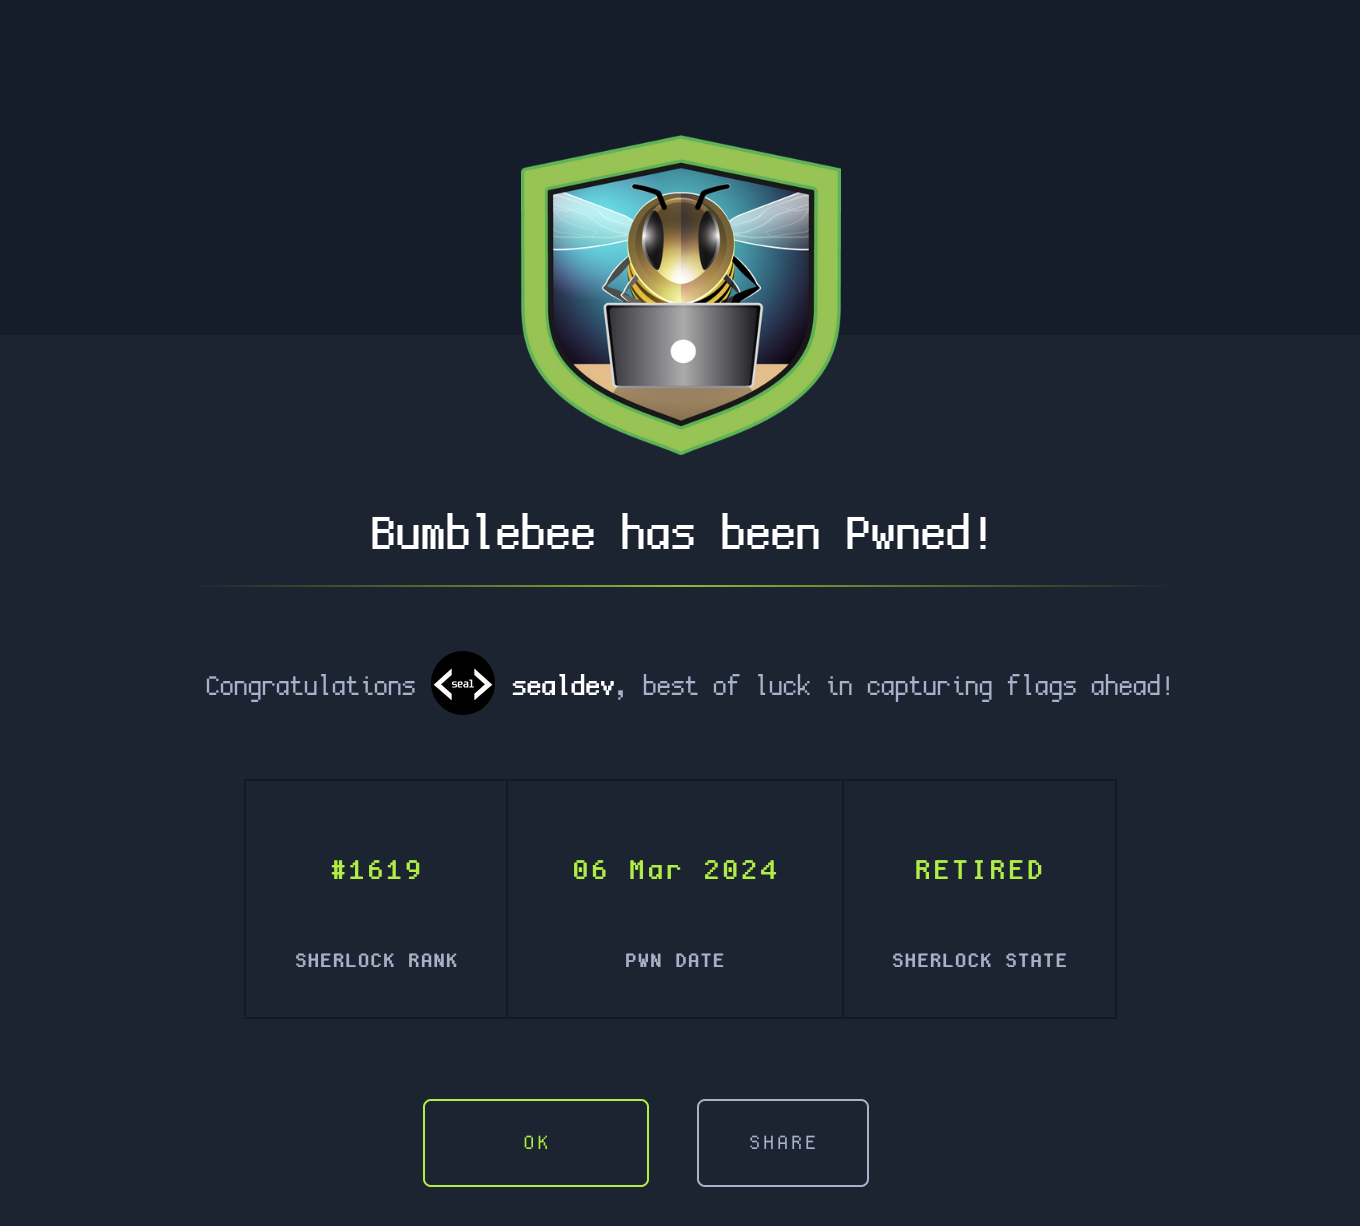 Bumblebee has been Pwned!
Congratulations seal sealdev, best of luck in capturing flags ahead!
#1619 06 Mar 2024 RETIRED
SHERLOCK RANK PWN DATE SHERLOCK STATE
OK SHARE